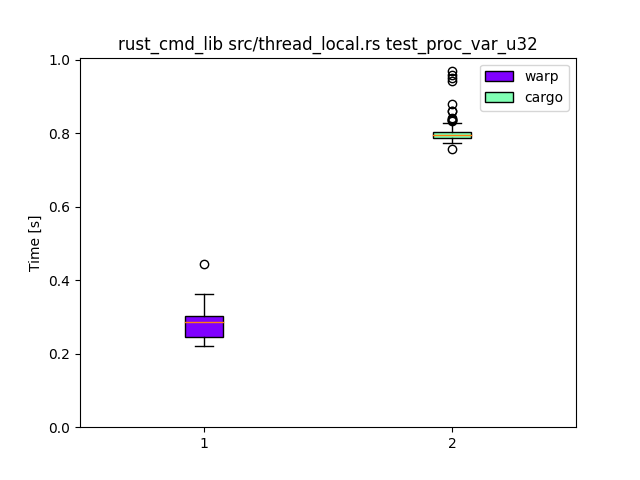 rust_cmd_lib src/thread_local.rs test_proc_var_u32
1.0
0.8
0.6
0.4
0.2
0.0
Time [s]
warp
cargo
1 2